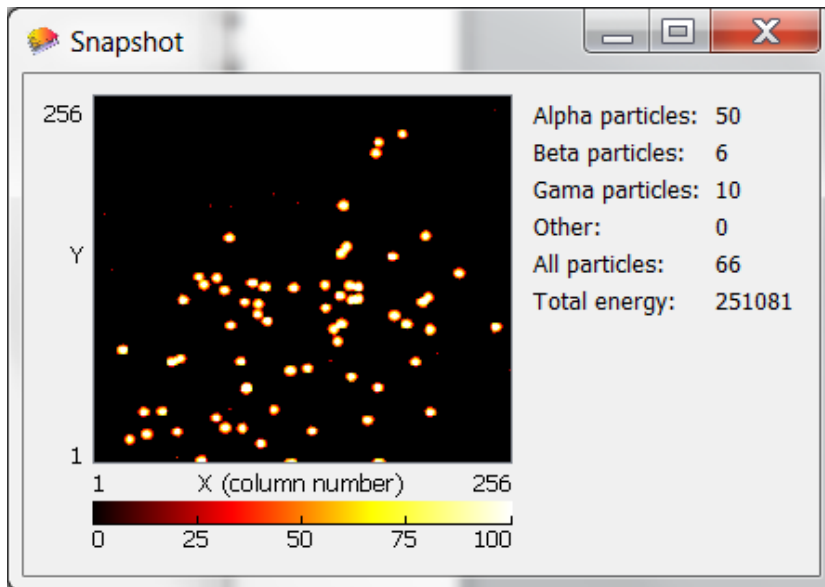 Snapshot
256
Y
1
1 X (column number) 256
0 25 50 75 100
Alpha particles: 50
Beta particles: 6
Gama particles: 10
Other: 0
All particles: 66
Total energy: 251081